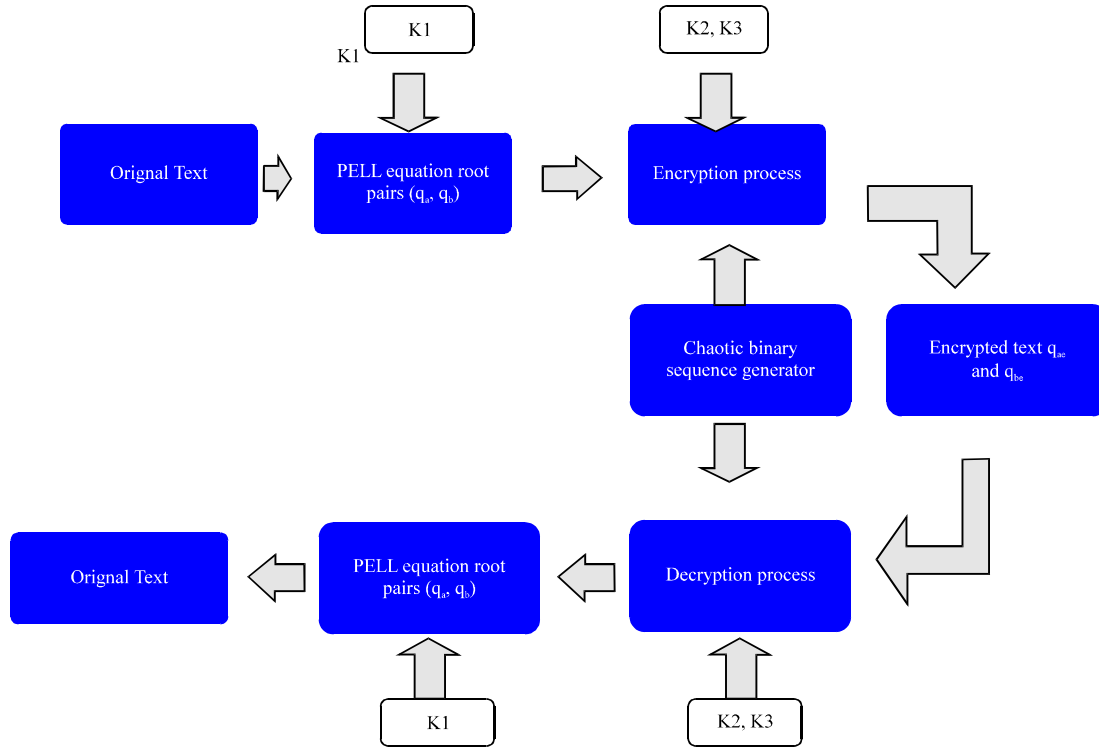 K1
K2, K3
K1
Orignal Text
PELL equation root
pairs (qa, qb)
Encryption process
Chaotic binary
sequence generator
Encrypted text qae
and qbe
Orignal Text
PELL equation root
pairs (qa, qb)
Decryption process
K1
K2, K3